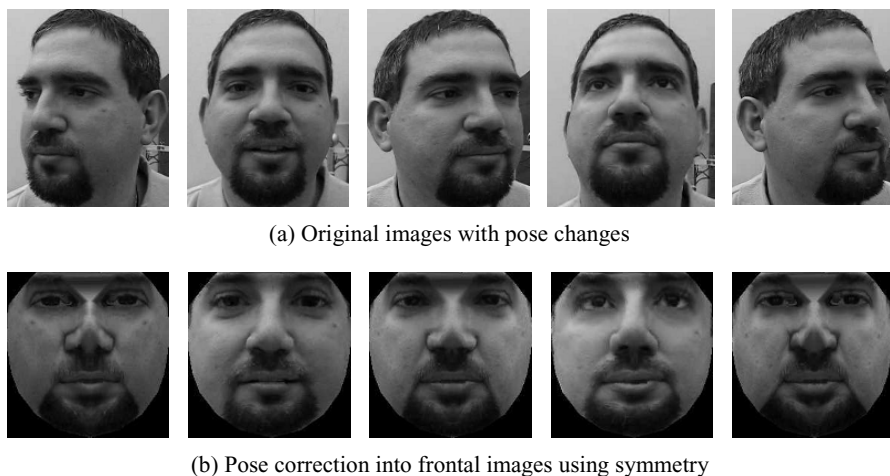 (a) Original images with pose changes
(b) Pose correction into frontal images using symmetry